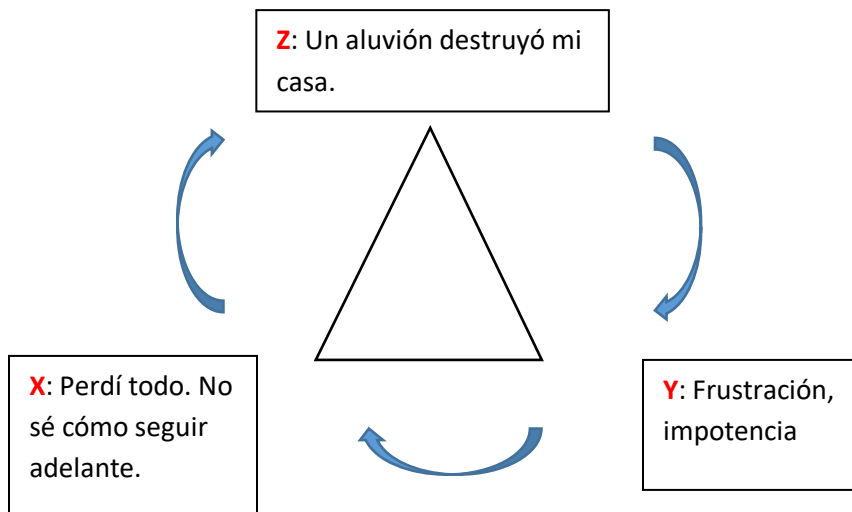 Z: Un aluvión destruyó mi
casa.
X: Perdí todo. No
sé cómo seguir
adelante.
Y: Frustración,
impotencia